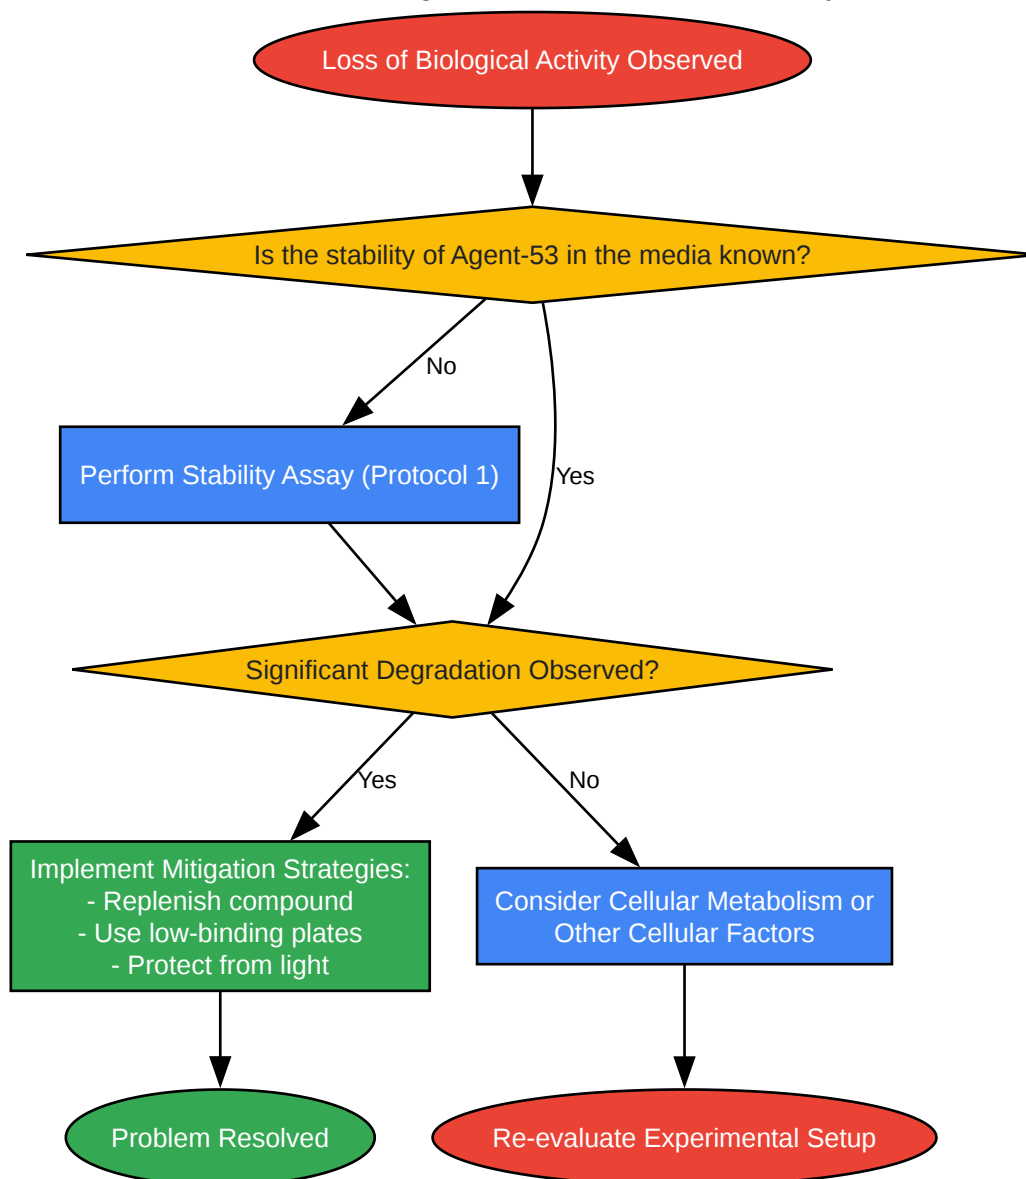 Loss of Biological Activity Observed
Is the stability of Agent-53 in the media known?
No
Perform Stability Assay (Protocol 1)
Yes
Significant Degradation Observed?
Yes
No
Implement Mitigation Strategies:
- Replenish compound
- Use low-binding plates
- Protect from light
Consider Cellular Metabolism or
Other Cellular Factors
Problem Resolved
Re-evaluate Experimental Setup